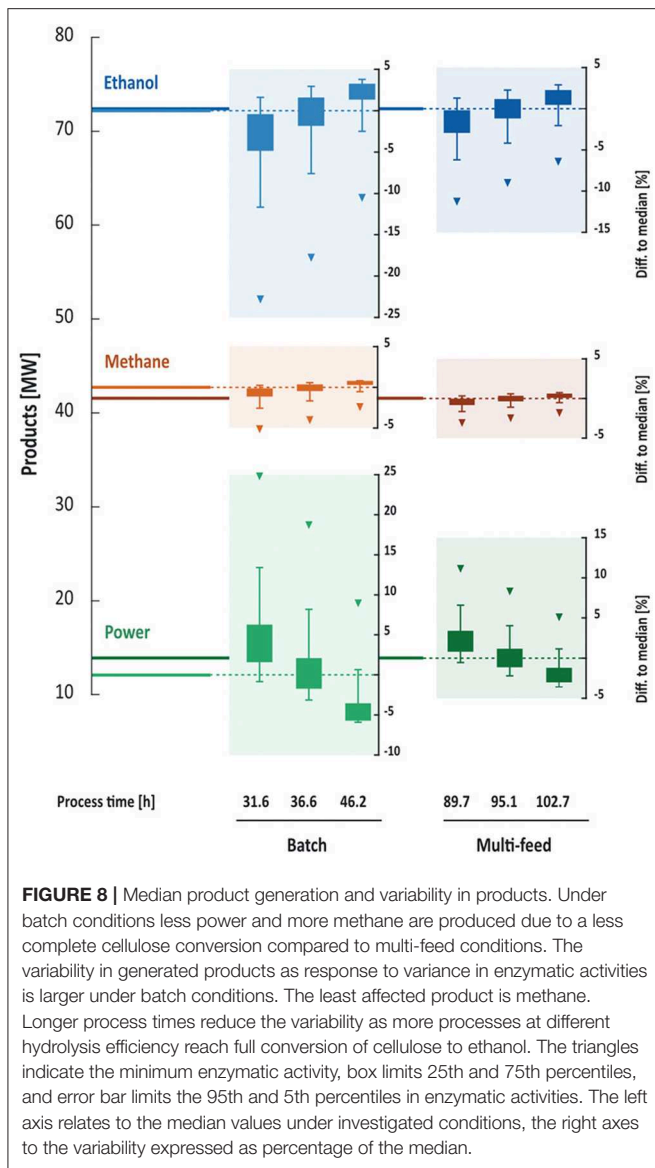 80
70
60
50
40
30
20
10
Products [MW]
Ethanol
5
-5
-10
-15
-20
-25
5
0
-5
-10
-15
Diff. to median [%]
Methane
5
0
-5
5
0
-5
Diff. to median [%]
Power
25
20
15
10
5
0
-5
-10
15
10
5
0
-5
Diff. to median [%]
Process time [h] 31.6 36.6 46.2 89.7 95.1 102.7
Batch Multi-feed
FIGURE 8 | Median product generation and variability in products. Under
batch conditions less power and more methane are produced due to a less
complete cellulose conversion compared to multi-feed conditions. The
variability in generated products as response to variance in enzymatic activities
is larger under batch conditions. The least affected product is methane.
Longer process times reduce the variability as more processes at different
hydrolysis efficiency reach full conversion of cellulose to ethanol. The triangles
indicate the minimum enzymatic activity, box limits 25th and 75th percentiles,
and error bar limits the 95th and 5th percentiles in enzymatic activities. The left
axis relates to the median values under investigated conditions, the right axes
to the variability expressed as percentage of the median.